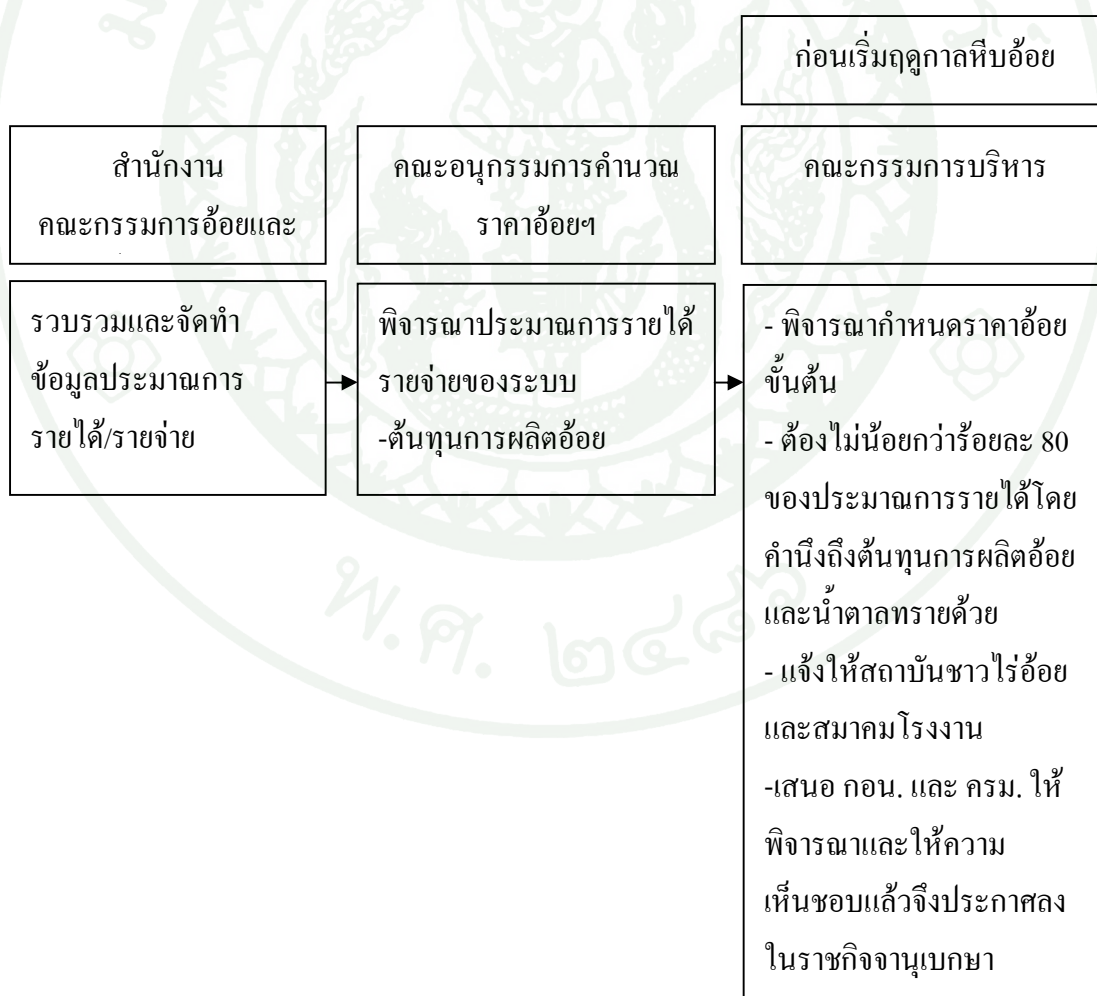 ก่อนเริ่มฤดูกาลหีบอ้อย
สำนักงาน
คณะกรรมการอ้อยและ
คณะอนุกรรมการคำนวณ
ราคาอ้อยฯ
คณะกรรมการบริหาร
รวบรวมและจัดทำ
ข้อมูลประมาณการ
รายได้/รายจ่าย
พิจารณาประมาณการรายได้
รายจ่ายของระบบ
-ต้นทุนการผลิตอ้อย
- พิจารณากำหนดราคาอ้อย
ขั้นต้น
- ต้องไม่น้อยกว่าร้อยละ 80
ของประมาณการรายได้โดย
คำนึงถึงต้นทุนการผลิตอ้อย
และน้ำตาลทรายด้วย
- แจ้งให้สถาบันชาวไร่อ้อย
และสมาคมโรงงาน
-เสนอ กอน. และ ครม. ให้
พิจารณาและให้ความ
เห็นชอบแล้วจึงประกาศลง
ในราชกิจจานุเบกษา
พ.ศ. ๒๔๘๖